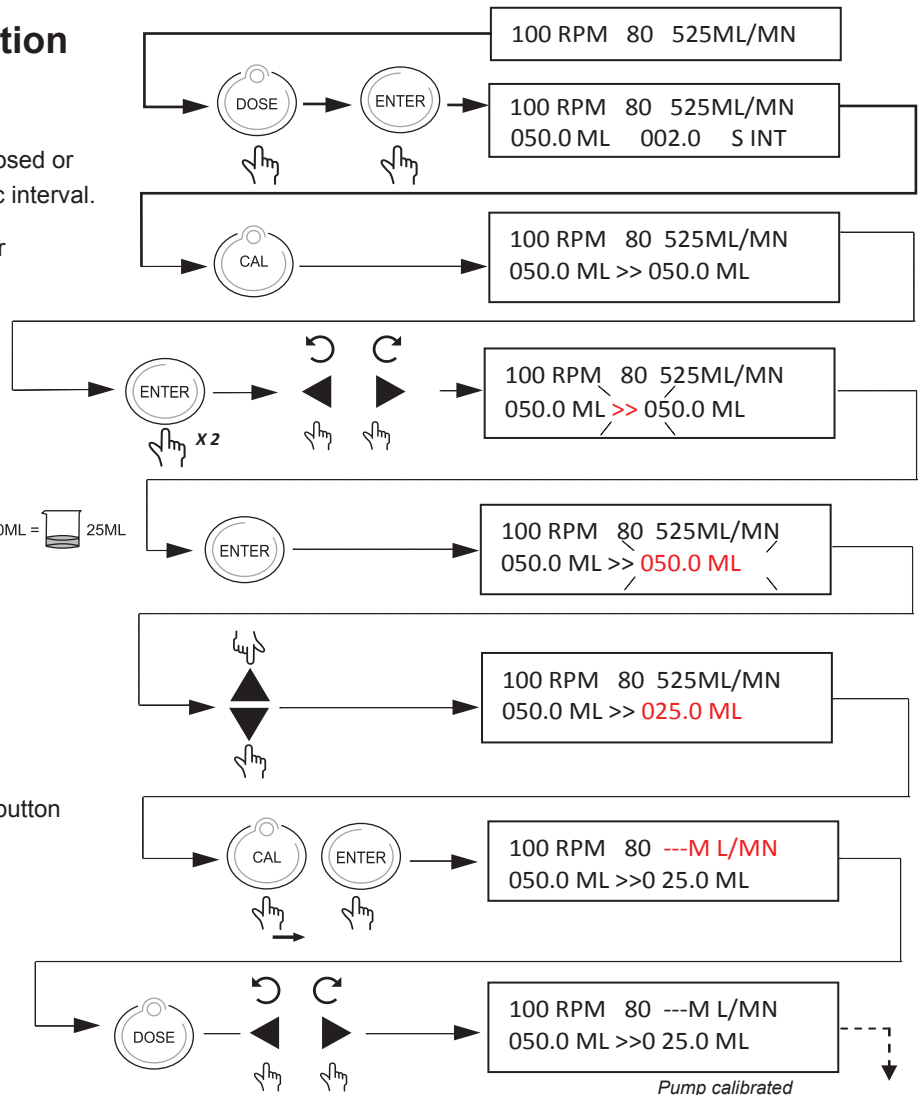 tion
100 RPM 80 525ML/MN
DOSE
ENTER
100 RPM 80 525ML/MN
050.0 ML 002.0 S INT
osed or
c interval.
r
CAL
100 RPM 80 525ML/MN
050.0 ML >> 050.0 ML
ENTER
X 2
100 RPM 80 525ML/MN
050.0 ML >> 050.0 ML
0ML = 25ML
ENTER
100 RPM 80 525ML/MN
050.0 ML >> 050.0 ML
100 RPM 80 525ML/MN
050.0 ML >> 025.0 ML
button
CAL
ENTER
100 RPM 80 ---M L/MN
050.0 ML >>0 25.0 ML
DOSE
100 RPM 80 ---M L/MN
050.0 ML >>0 25.0 ML
Pump calibrated